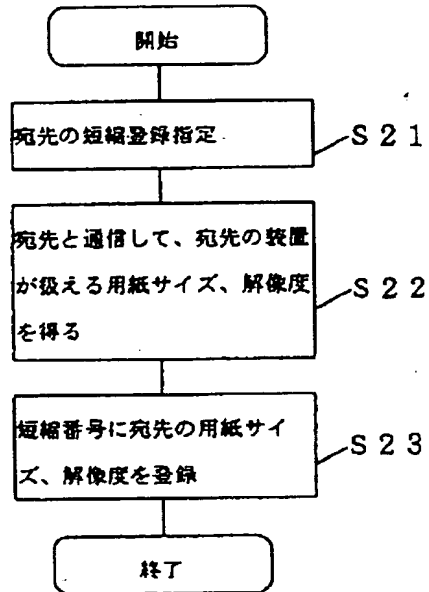 開始
宛先の短縮登録指定
S21
宛先と通信して、宛先の装置
が扱える用紙サイズ、解像度
を得る
S22
短縮番号に宛先の用紙サイ
ズ、解像度を登録
S23
終了